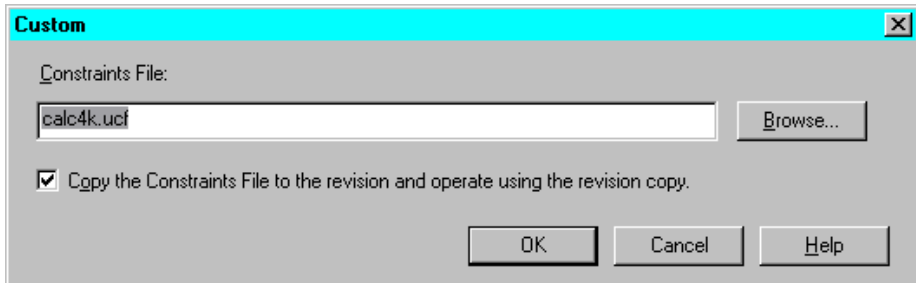 Custom
Constraints File:
calc4k.ucf
Browse...
Copy the Constraints File to the revision and operate using the revision copy.
OK Cancel Help